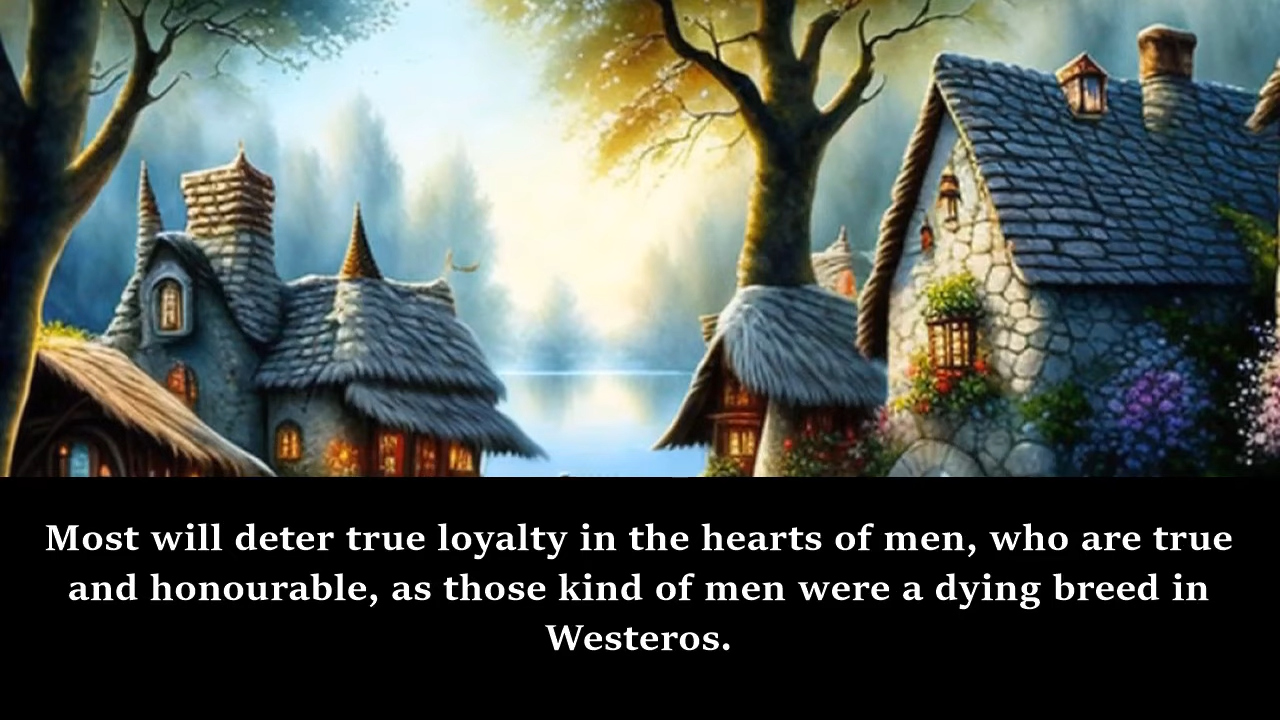 Most will deter true loyalty in the hearts of men, who are true
and honourable, as those kind of men were a dying breed in
Westeros.